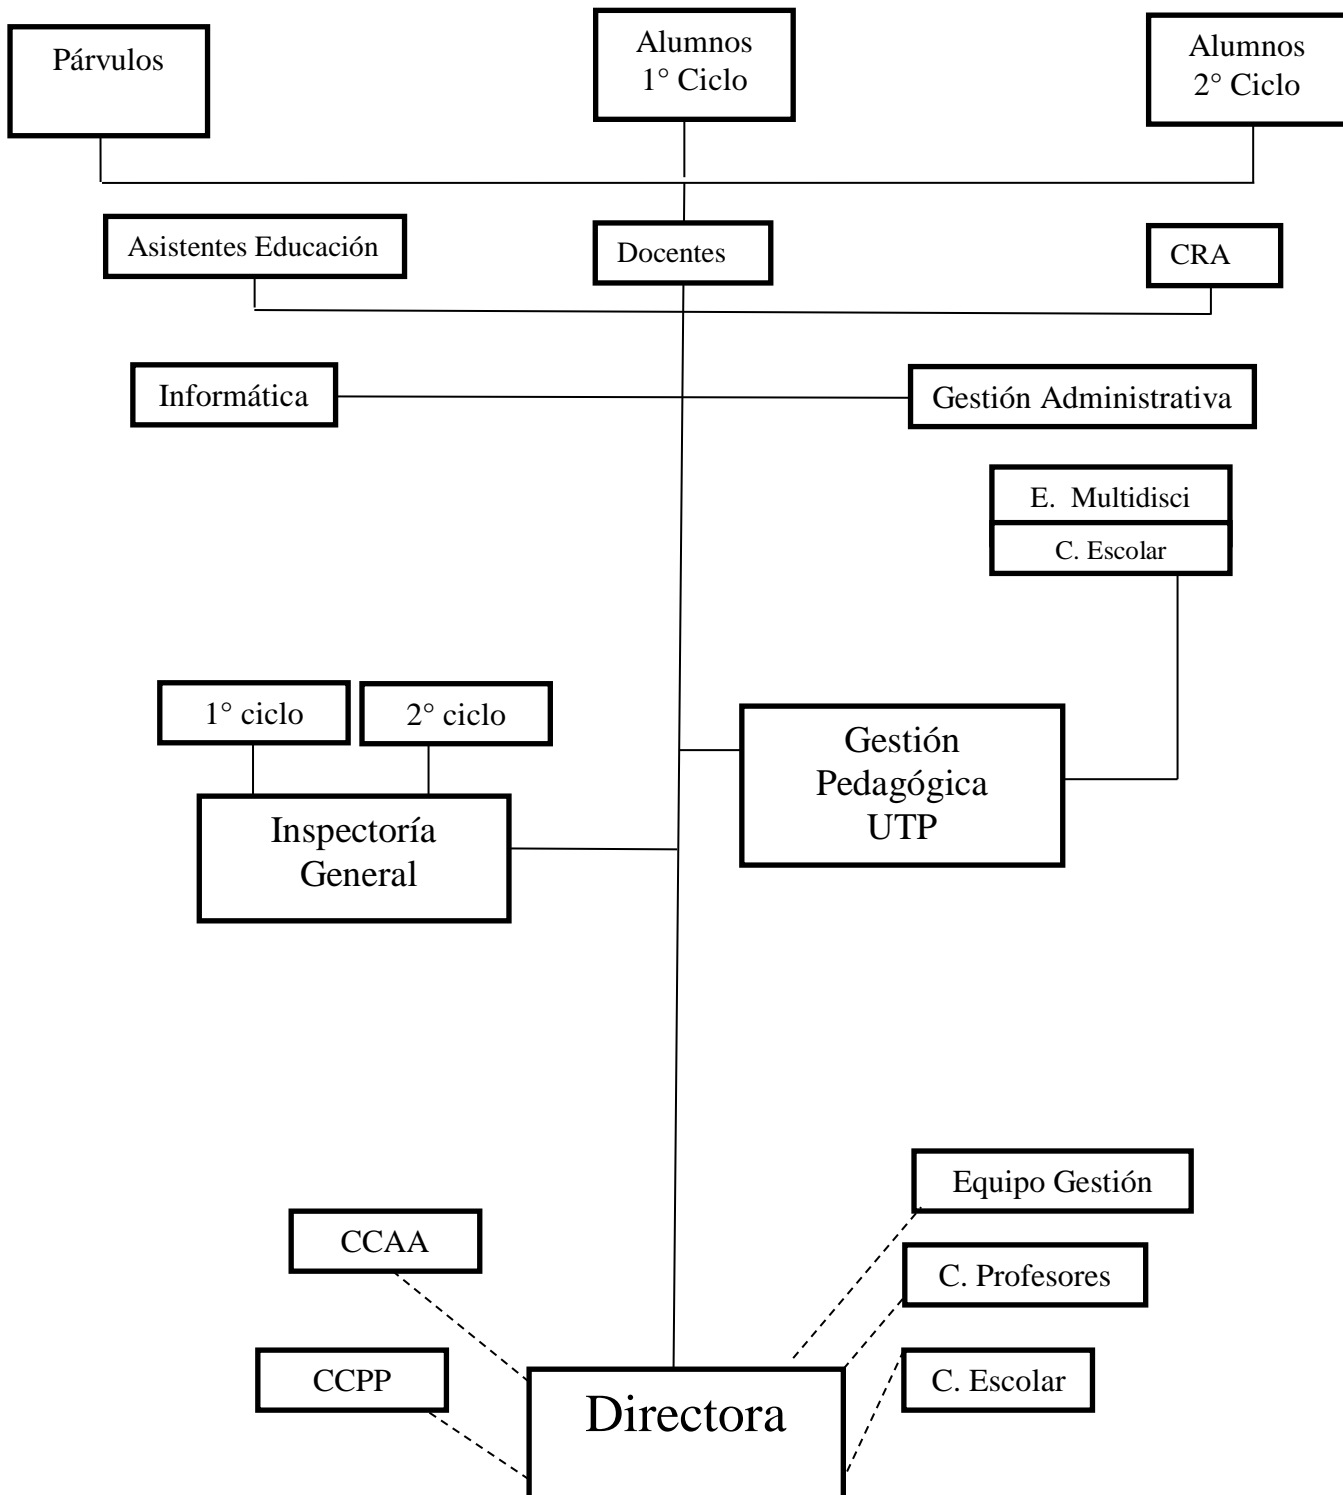 Párvulos
Alumnos
1° Ciclo
Alumnos
2° Ciclo
Asistentes Educación
Docentes
CRA
Informática
Gestión Administrativa
E. Multidisci
C. Escolar
1° ciclo
2° ciclo
Gestión
Pedagógica
UTP
Inspectoría
General
Equipo Gestión
CCAA
C. Profesores
CCPP
C. Escolar
Directora